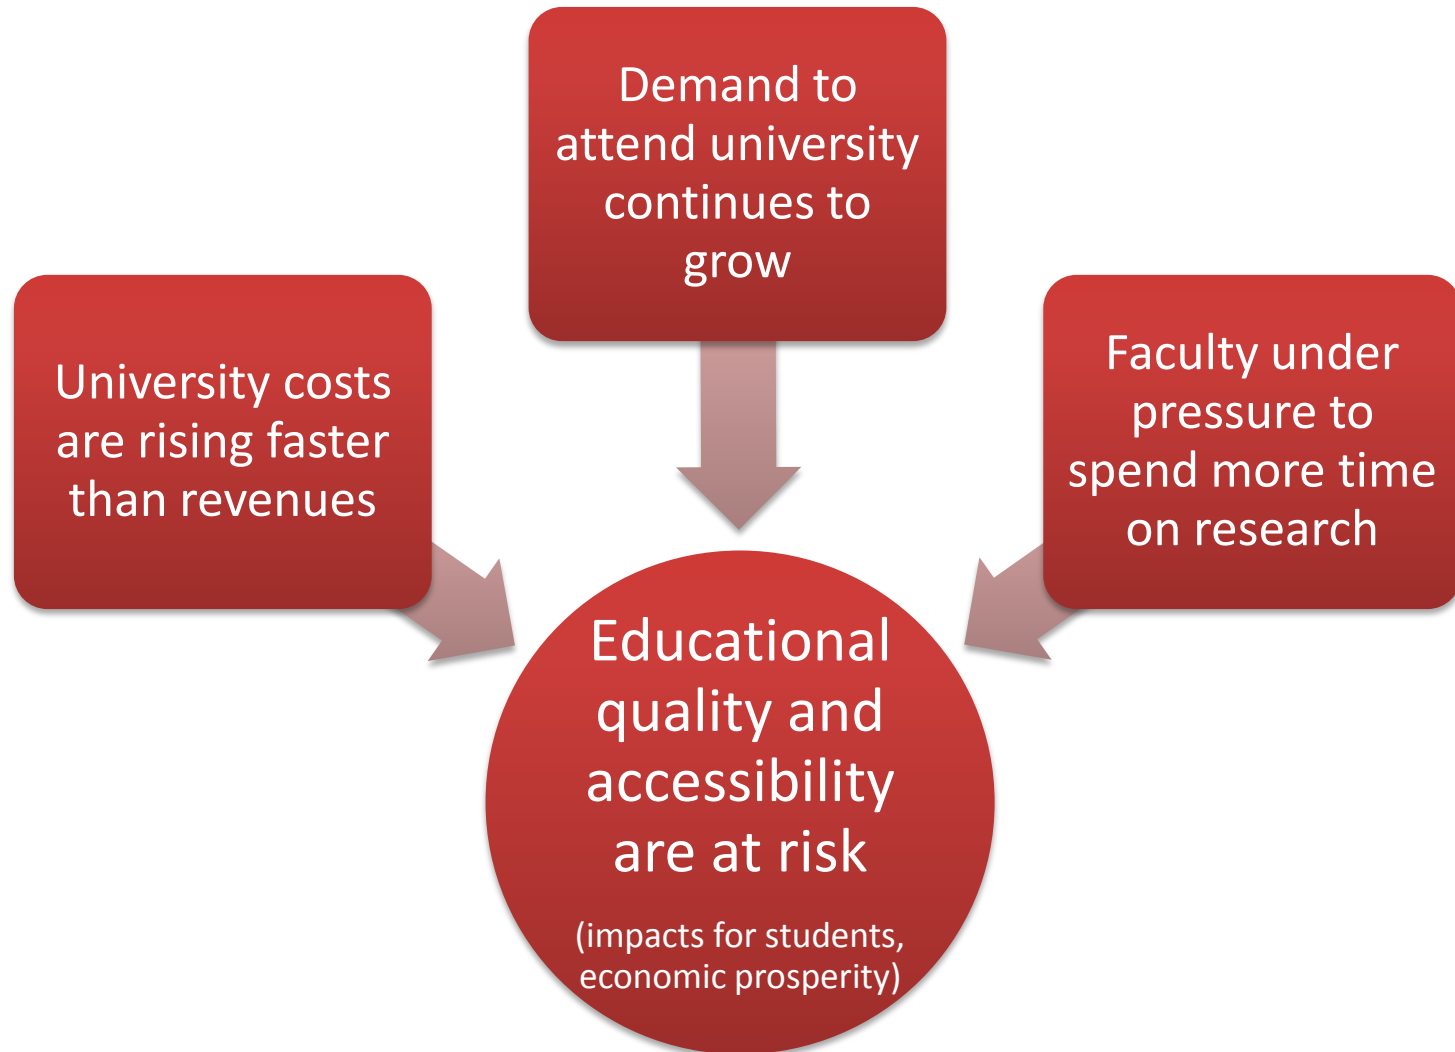 Demand to
attend university
continues to
grow
University costs
are rising faster
than revenues
Faculty under
pressure to
spend more time
on research
Educational
quality and
accessibility
are at risk
(impacts for students,
economic prosperity)